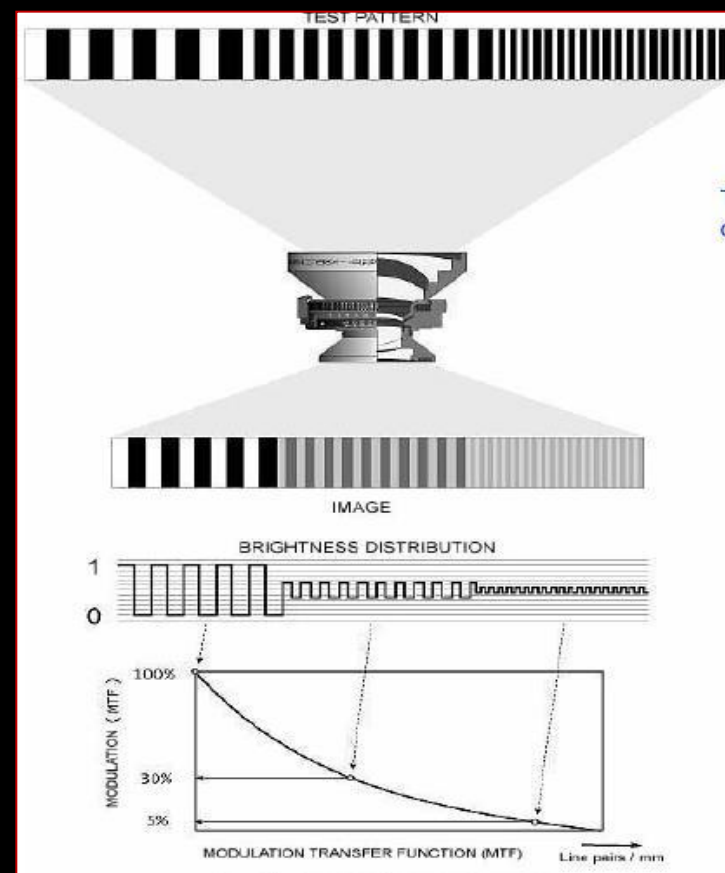 TEST PATTERN
IMAGE
BRIGHTNESS DISTRIBUTION
1
0
100%
30%
5%
MODULATION ( MTF )
MODULATION TRANSFER FUNCTION (MTF)
Line pairs / mm